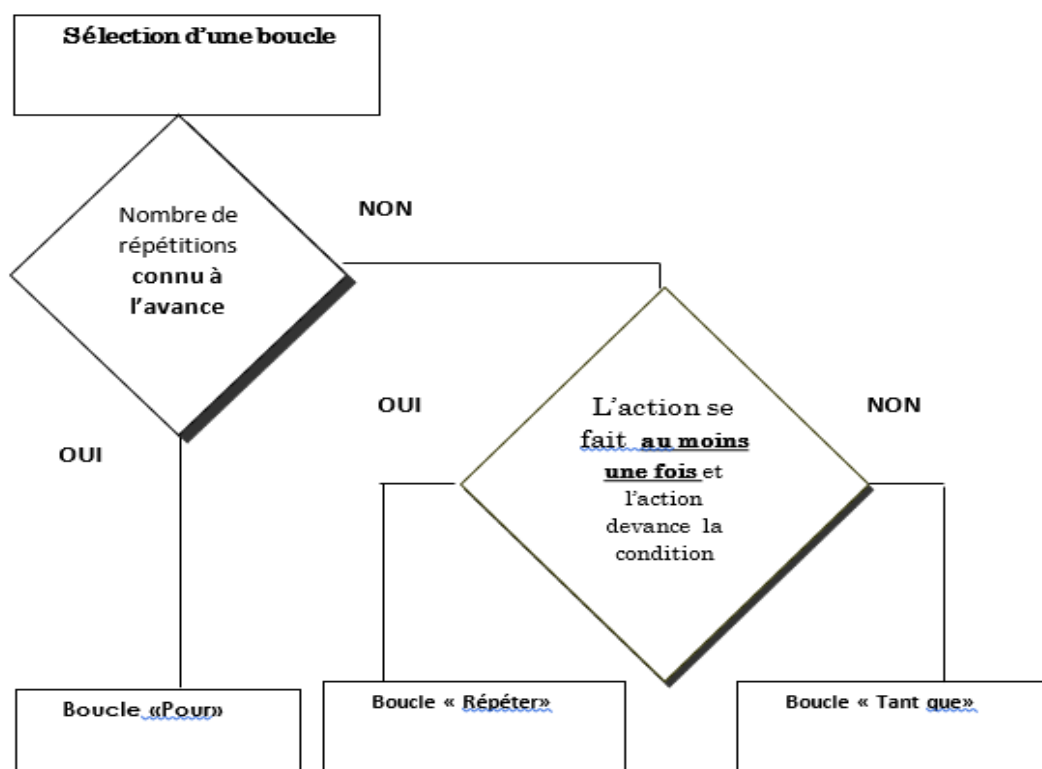 Sélection d’une boucle
Nombre de
répétitions
connu à
l’avance
NON
OUI
OUI
L’action se
fait au moins
une fois et
l’action
devance la
condition
NON
Boucle «Pour»
Boucle « Répéter»
Boucle « Tant que»